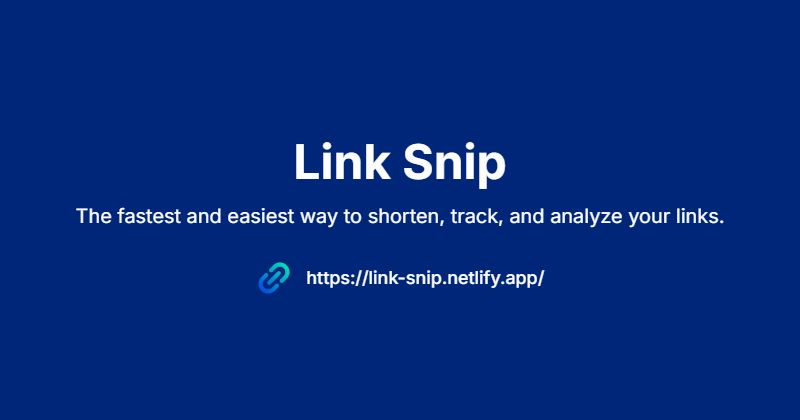 Link Snip
The fastest and easiest way to shorten, track, and analyze your links.
https://link-snip.netlify.app/